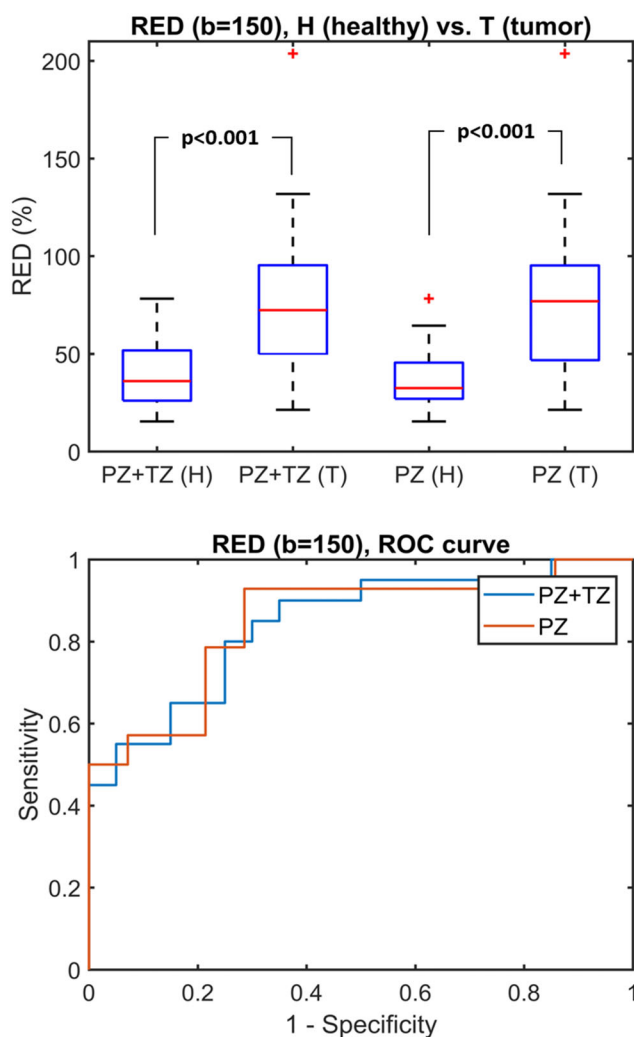 RED (b=150), H (healthy) vs. T (tumor)
200
150
100
50
0
RED (%)
p<0.001
p<0.001
PZ+TZ (H) PZ+TZ (T) PZ (H) PZ (T)
RED (b=150), ROC curve
1
0.8
0.6
0.4
0.2
0
Sensitivity
PZ+TZ
PZ
0 0.2 0.4 0.6 0.8 1
1 - Specificity